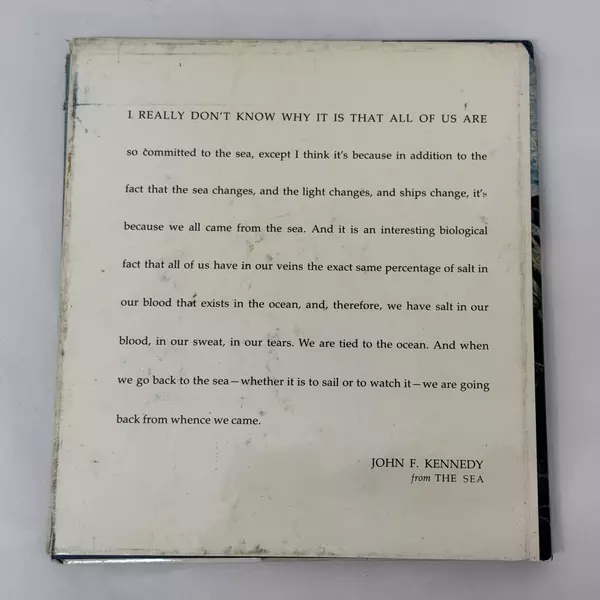 I REALLY DON'T KNOW WHY IT IS THAT ALL OF US ARE
so committed to the sea, except I think it's because in addition to the
fact that the sea changes, and the light changes, and ships change, it's
because we all came from the sea. And it is an interesting biological
fact that all of us have in our veins the exact same percentage of salt in
our blood that exists in the ocean, and, therefore, we have salt in our
blood, in our sweat, in our tears. We are tied to the ocean. And when
we go back to the sea—whether it is to sail or to watch it—we are going
back from whence we came.
JOHN F. KENNEDY
from THE SEA